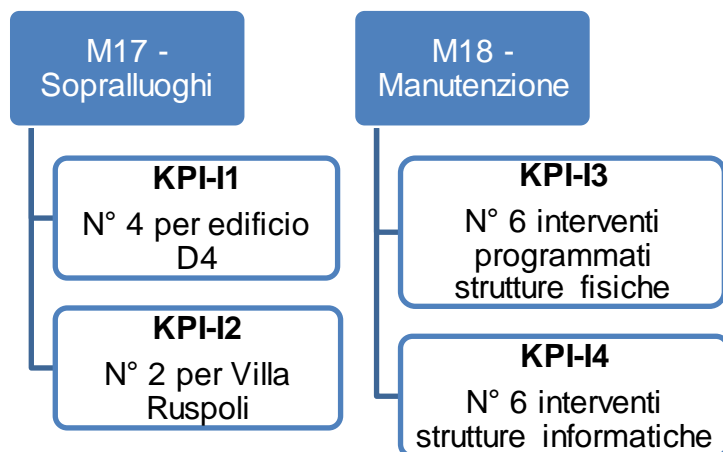 M17 -
Sopralluoghi
KPI-I1
N° 4 per edificio
D4
KPI-I2
N° 2 per Villa
Ruspoli
M18 -
Manutenzione
KPI-I3
N° 6 interventi
programmati
strutture fisiche
KPI-I4
N° 6 interventi
strutture informatiche